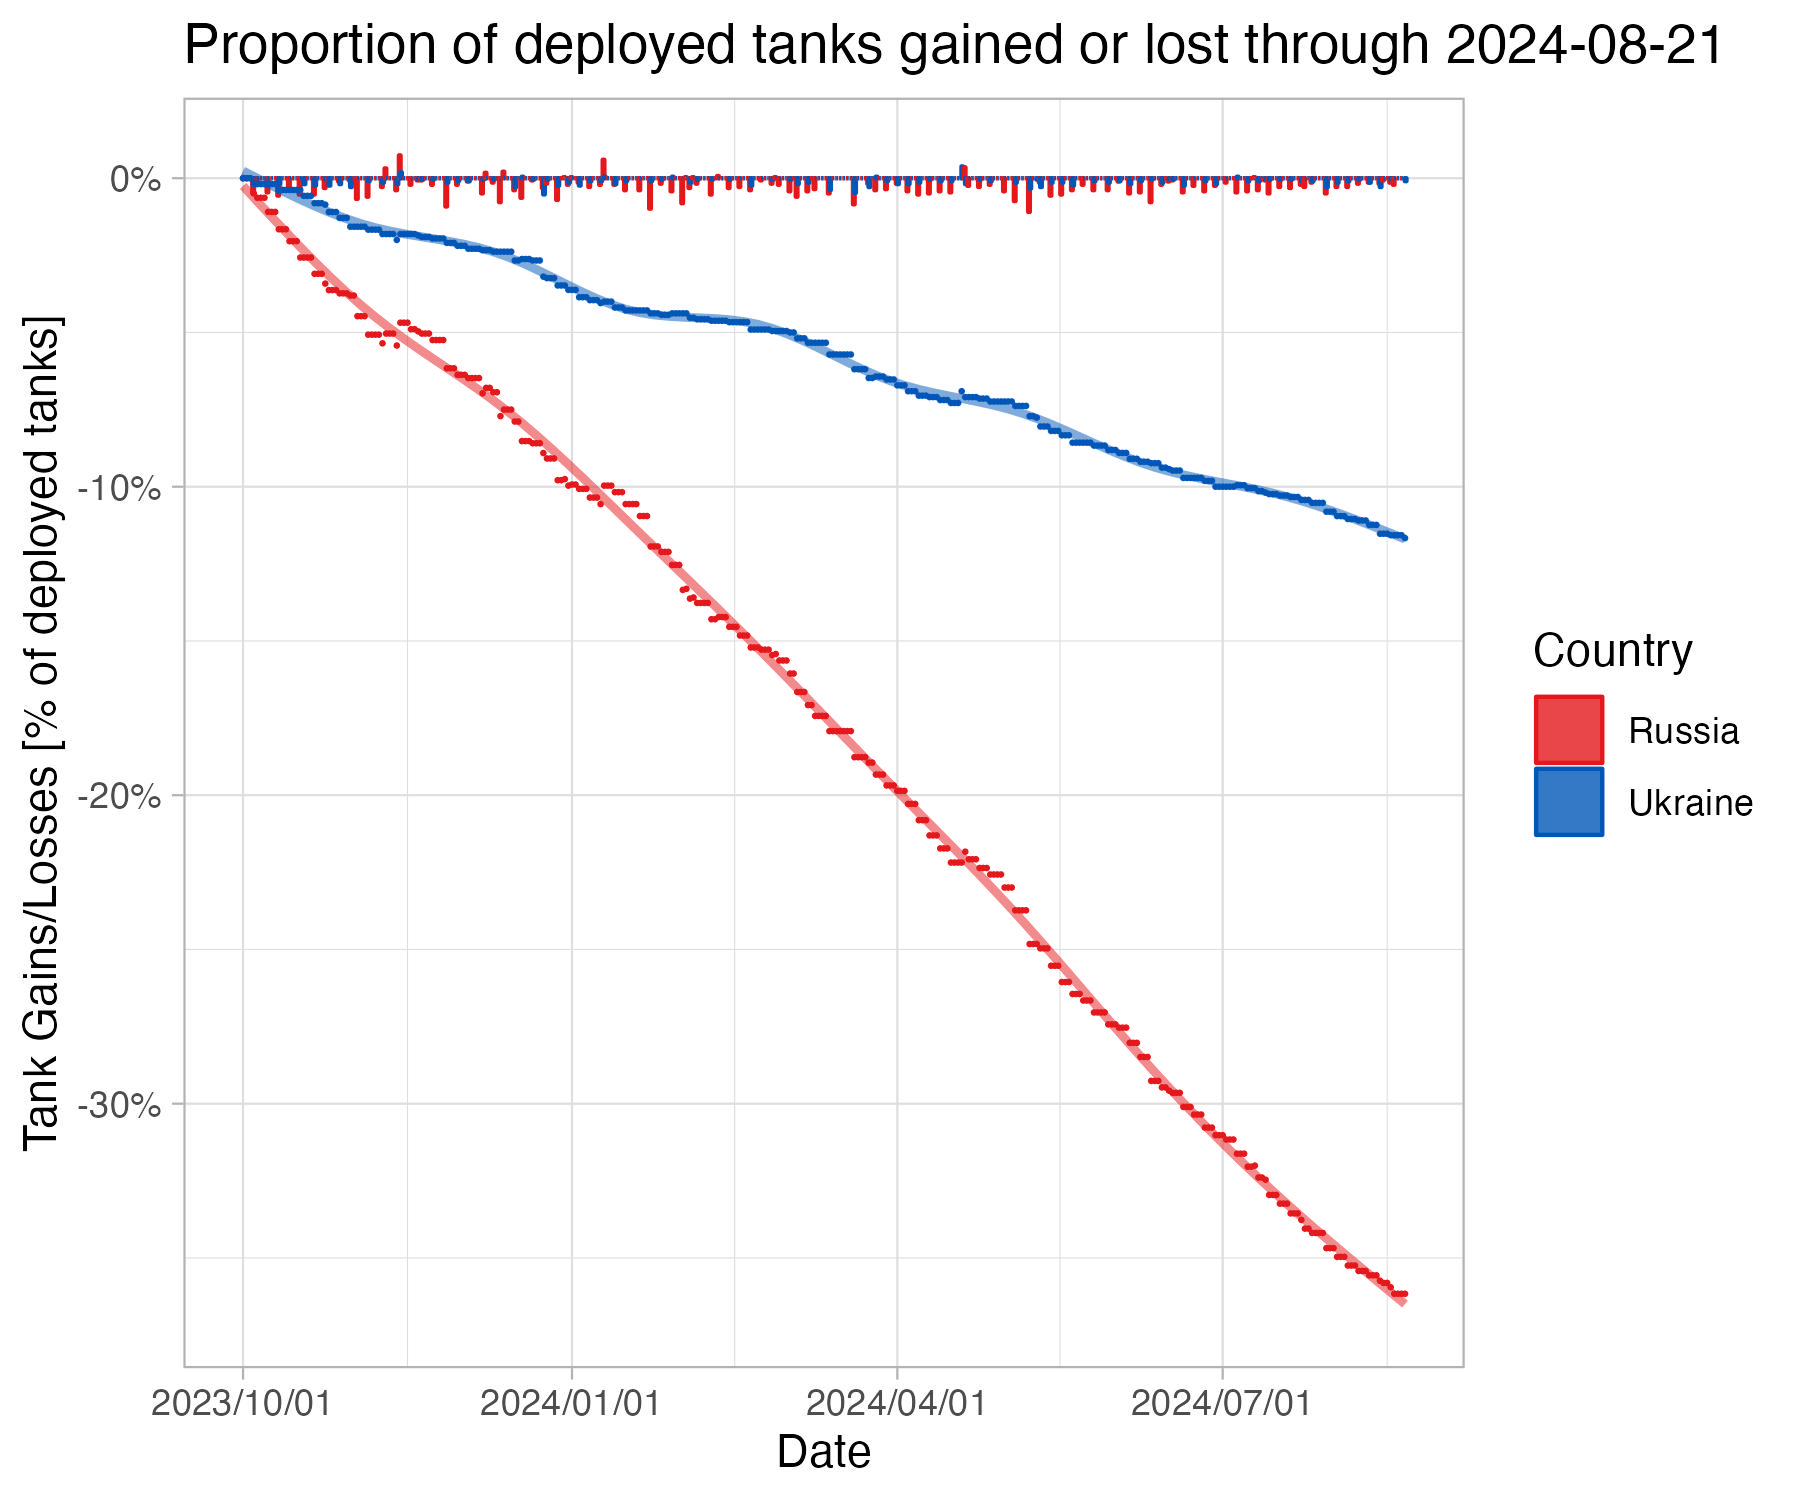 Proportion of deployed tanks gained or lost through 2024-08-21
Tank Gains/Losses [% of deployed tanks]
0%
-10%
-20%
-30%
2023/10/01
2024/01/01
2024/04/01
2024/07/01
Date
Country
Russia
Ukraine